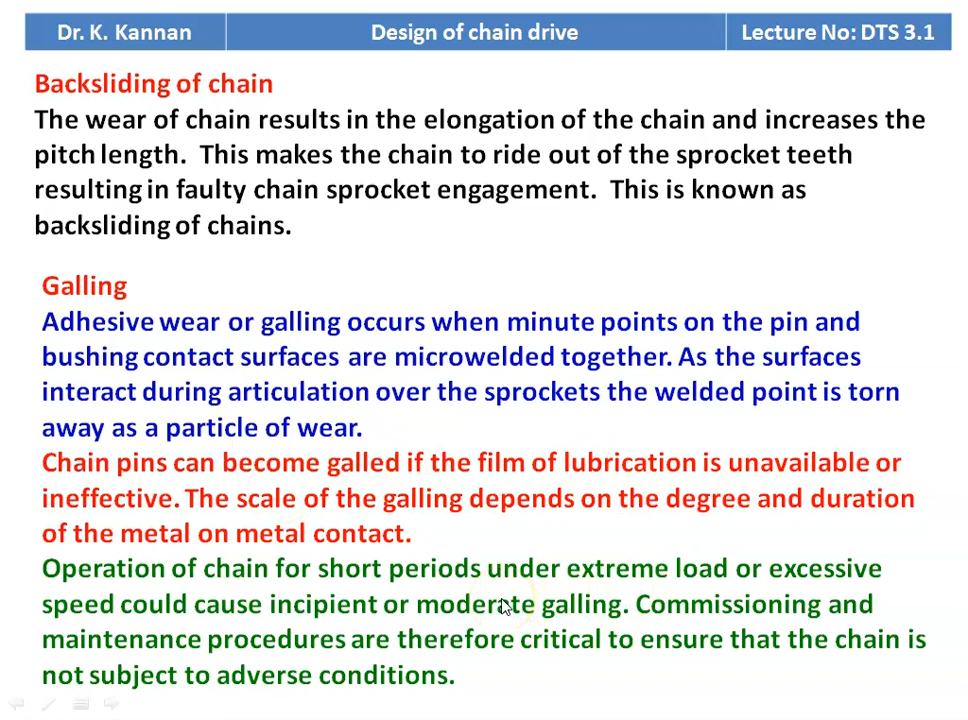 Dr. K. Kannan Design of chain drive Lecture No: DTS 3.1
Backsliding of chain
The wear of chain results in the elongation of the chain and increases the
pitch length. This makes the chain to ride out of the sprocket teeth
resulting in faulty chain sprocket engagement. This is known as
backsliding of chains.
Galling
Adhesive wear or galling occurs when minute points on the pin and
bushing contact surfaces are microwelded together. As the surfaces
interact during articulation over the sprockets the welded point is torn
away as a particle of wear.
Chain pins can become galled if the film of lubrication is unavailable or
ineffective. The scale of the galling depends on the degree and duration
of the metal on metal contact.
Operation of chain for short periods under extreme load or excessive
speed could cause incipient or moderate galling. Commissioning and
maintenance procedures are therefore critical to ensure that the chain is
not subject to adverse conditions.